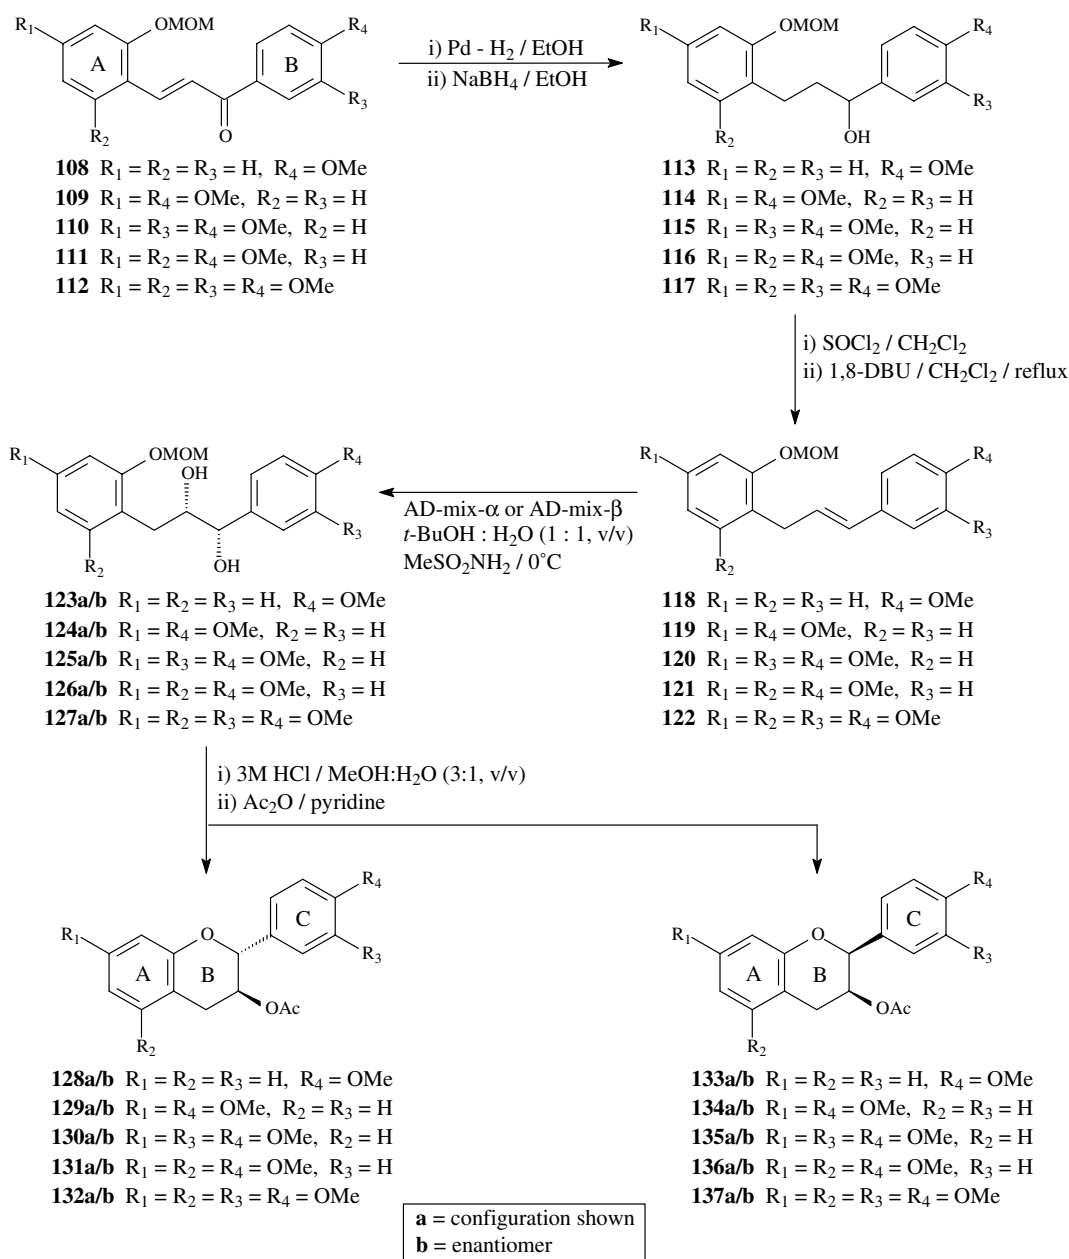 R1 OMOM R4
A B
R2 O R3
i) Pd - H2 / EtOH
ii) NaBH4 / EtOH
R1 OMOM R4
R2 OH R3
108 R1 = R2 = R3 = H, R4 = OMe
109 R1 = R4 = OMe, R2 = R3 = H
110 R1 = R3 = R4 = OMe, R2 = H
111 R1 = R2 = R4 = OMe, R3 = H
112 R1 = R2 = R3 = R4 = OMe
113 R1 = R2 = R3 = H, R4 = OMe
114 R1 = R4 = OMe, R2 = R3 = H
115 R1 = R3 = R4 = OMe, R2 = H
116 R1 = R2 = R4 = OMe, R3 = H
117 R1 = R2 = R3 = R4 = OMe
i) SOCl2 / CH2Cl2
ii) 1,8-DBU / CH2Cl2 / reflux
R1 OMOM R4
OH
R2 OH R3
AD-mix-α or AD-mix-β
t-BuOH : H2O (1 : 1, v/v)
MeSO2NH2 / 0°C
R1 OMOM R4
R2 R3
123a/b R1 = R2 = R3 = H, R4 = OMe
124a/b R1 = R4 = OMe, R2 = R3 = H
125a/b R1 = R3 = R4 = OMe, R2 = H
126a/b R1 = R2 = R4 = OMe, R3 = H
127a/b R1 = R2 = R3 = R4 = OMe
118 R1 = R2 = R3 = H, R4 = OMe
119 R1 = R4 = OMe, R2 = R3 = H
120 R1 = R3 = R4 = OMe, R2 = H
121 R1 = R2 = R4 = OMe, R3 = H
122 R1 = R2 = R3 = R4 = OMe
i) 3M HCl / MeOH:H2O (3:1, v/v)
ii) Ac2O / pyridine
R4
C
R1 O R3
A B
OAc
R2
R4
C
R1 O R3
A B
OAc
R2
128a/b R1 = R2 = R3 = H, R4 = OMe
129a/b R1 = R4 = OMe, R2 = R3 = H
130a/b R1 = R3 = R4 = OMe, R2 = H
131a/b R1 = R2 = R4 = OMe, R3 = H
132a/b R1 = R2 = R3 = R4 = OMe
133a/b R1 = R2 = R3 = H, R4 = OMe
134a/b R1 = R4 = OMe, R2 = R3 = H
135a/b R1 = R3 = R4 = OMe, R2 = H
136a/b R1 = R2 = R4 = OMe, R3 = H
137a/b R1 = R2 = R3 = R4 = OMe
a = configuration shown
b = enantiomer